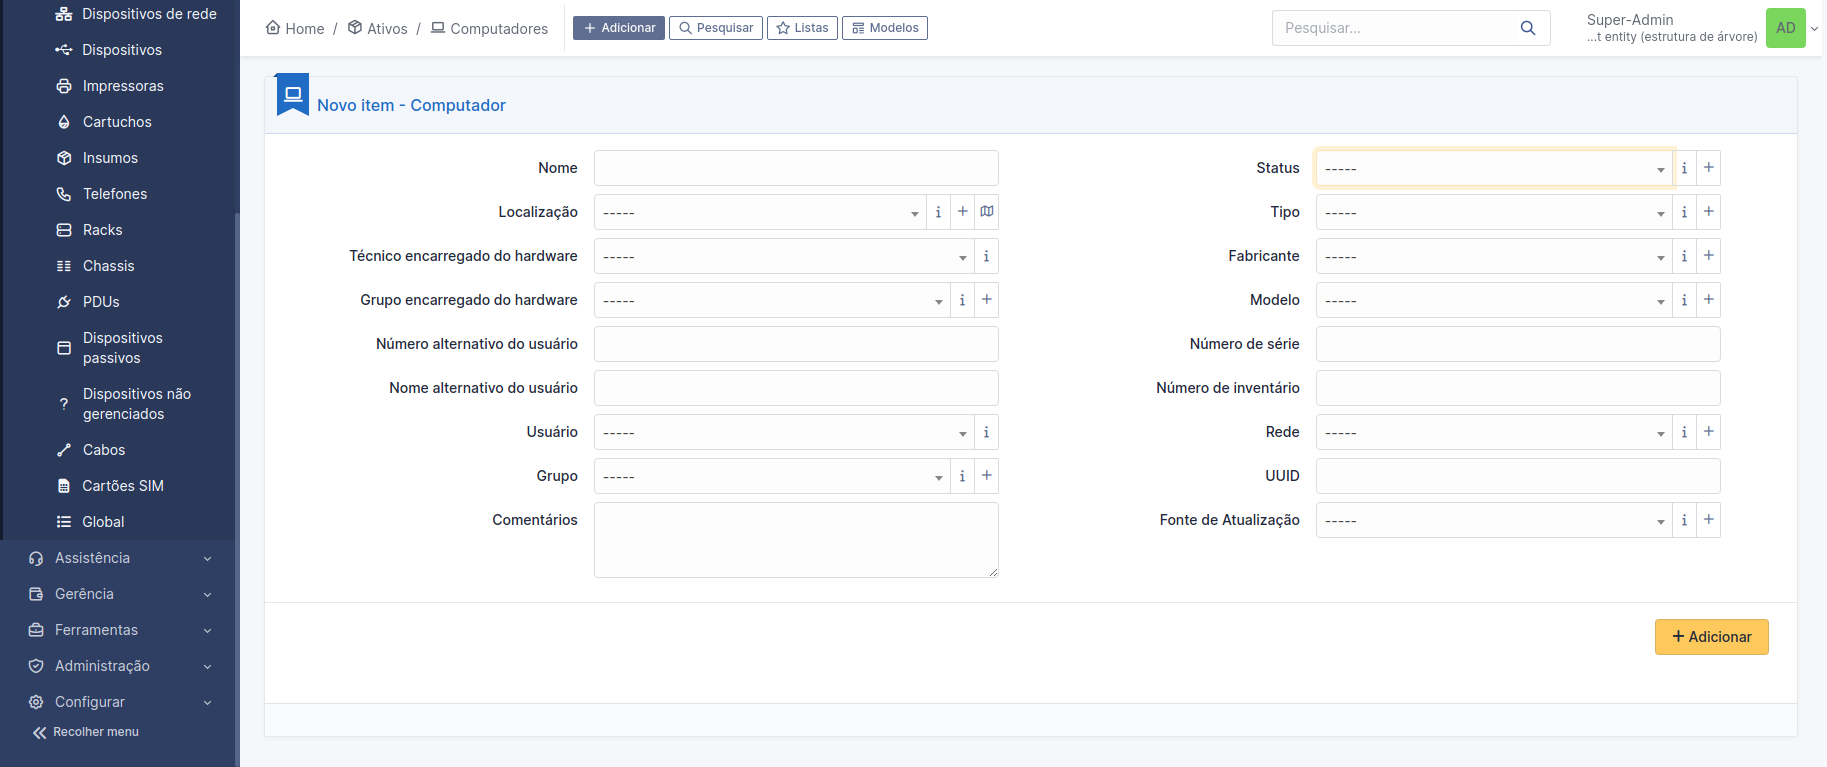 Dispositivos de rede
Dispositivos
Impressoras
Cartuchos
Insumos
Telefones
Racks
Chassis
PDUs
Dispositivos
passivos
Dispositivos não
gerenciados
Cabos
Cartões SIM
Global
Assistência
Gerência
Ferramentas
Administração
Configurar
Recolher menu
Home / Ativos / Computadores
+ Adicionar
Pesquisar
Listas
Modelos
Pesquisar...
Super-Admin
...t entity (estrutura de árvore)
AD
Novo item - Computador
Nome
Status ----- i +
Localização ----- i +
Tipo ----- i +
Técnico encarregado do hardware ----- i
Fabricante ----- i +
Grupo encarregado do hardware ----- i +
Modelo ----- i +
Número alternativo do usuário
Número de série
Nome alternativo do usuário
Número de inventário
Usuário ----- i
Rede ----- i +
Grupo ----- i +
UUID
Comentários
Fonte de Atualização ----- i +
+ Adicionar